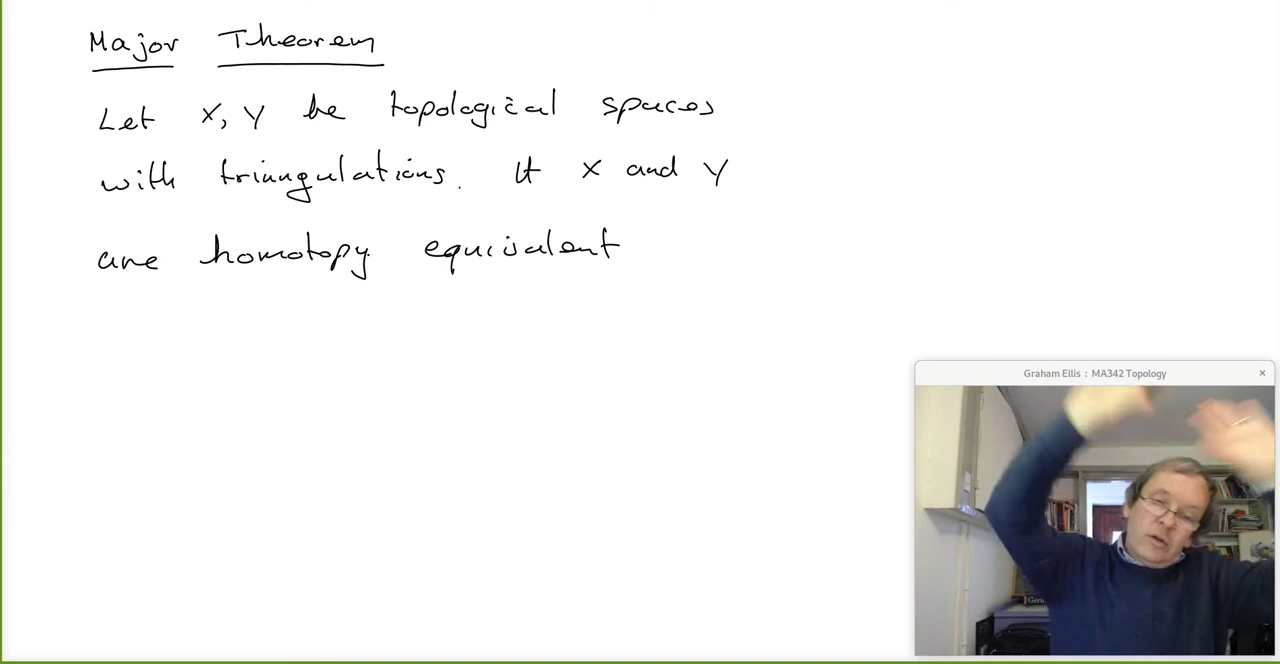 Major Theorem
Let X, Y be topological spaces
with triangulations. If X and Y
are homotopy equivalent
Graham Ellis : MA342 Topology